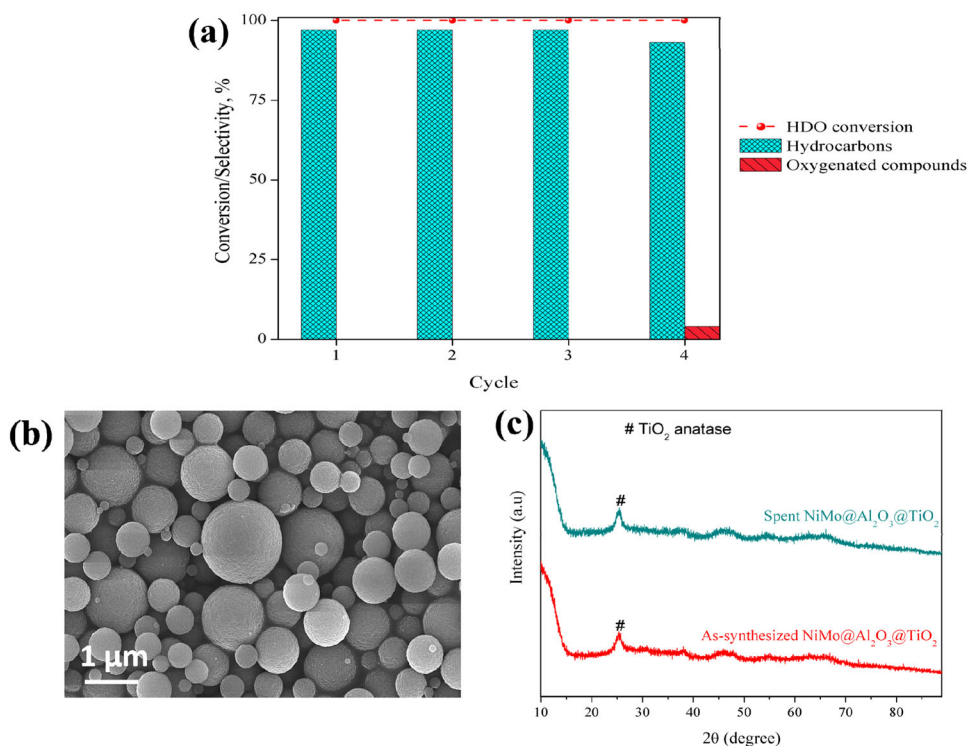 (a)
Conversion/Selectivity, %
100
75
50
25
0
1 2 3 4
Cycle
HDO conversion
Hydrocarbons
Oxygenated compounds
(b)
1 μm
(c)
Intensity (a.u)
# TiO₂ anatase
#
Spent NiMo@Al₂O₃@TiO₂
#
As-synthesized NiMo@Al₂O₃@TiO₂
10 20 30 40 50 60 70 80
2θ (degree)